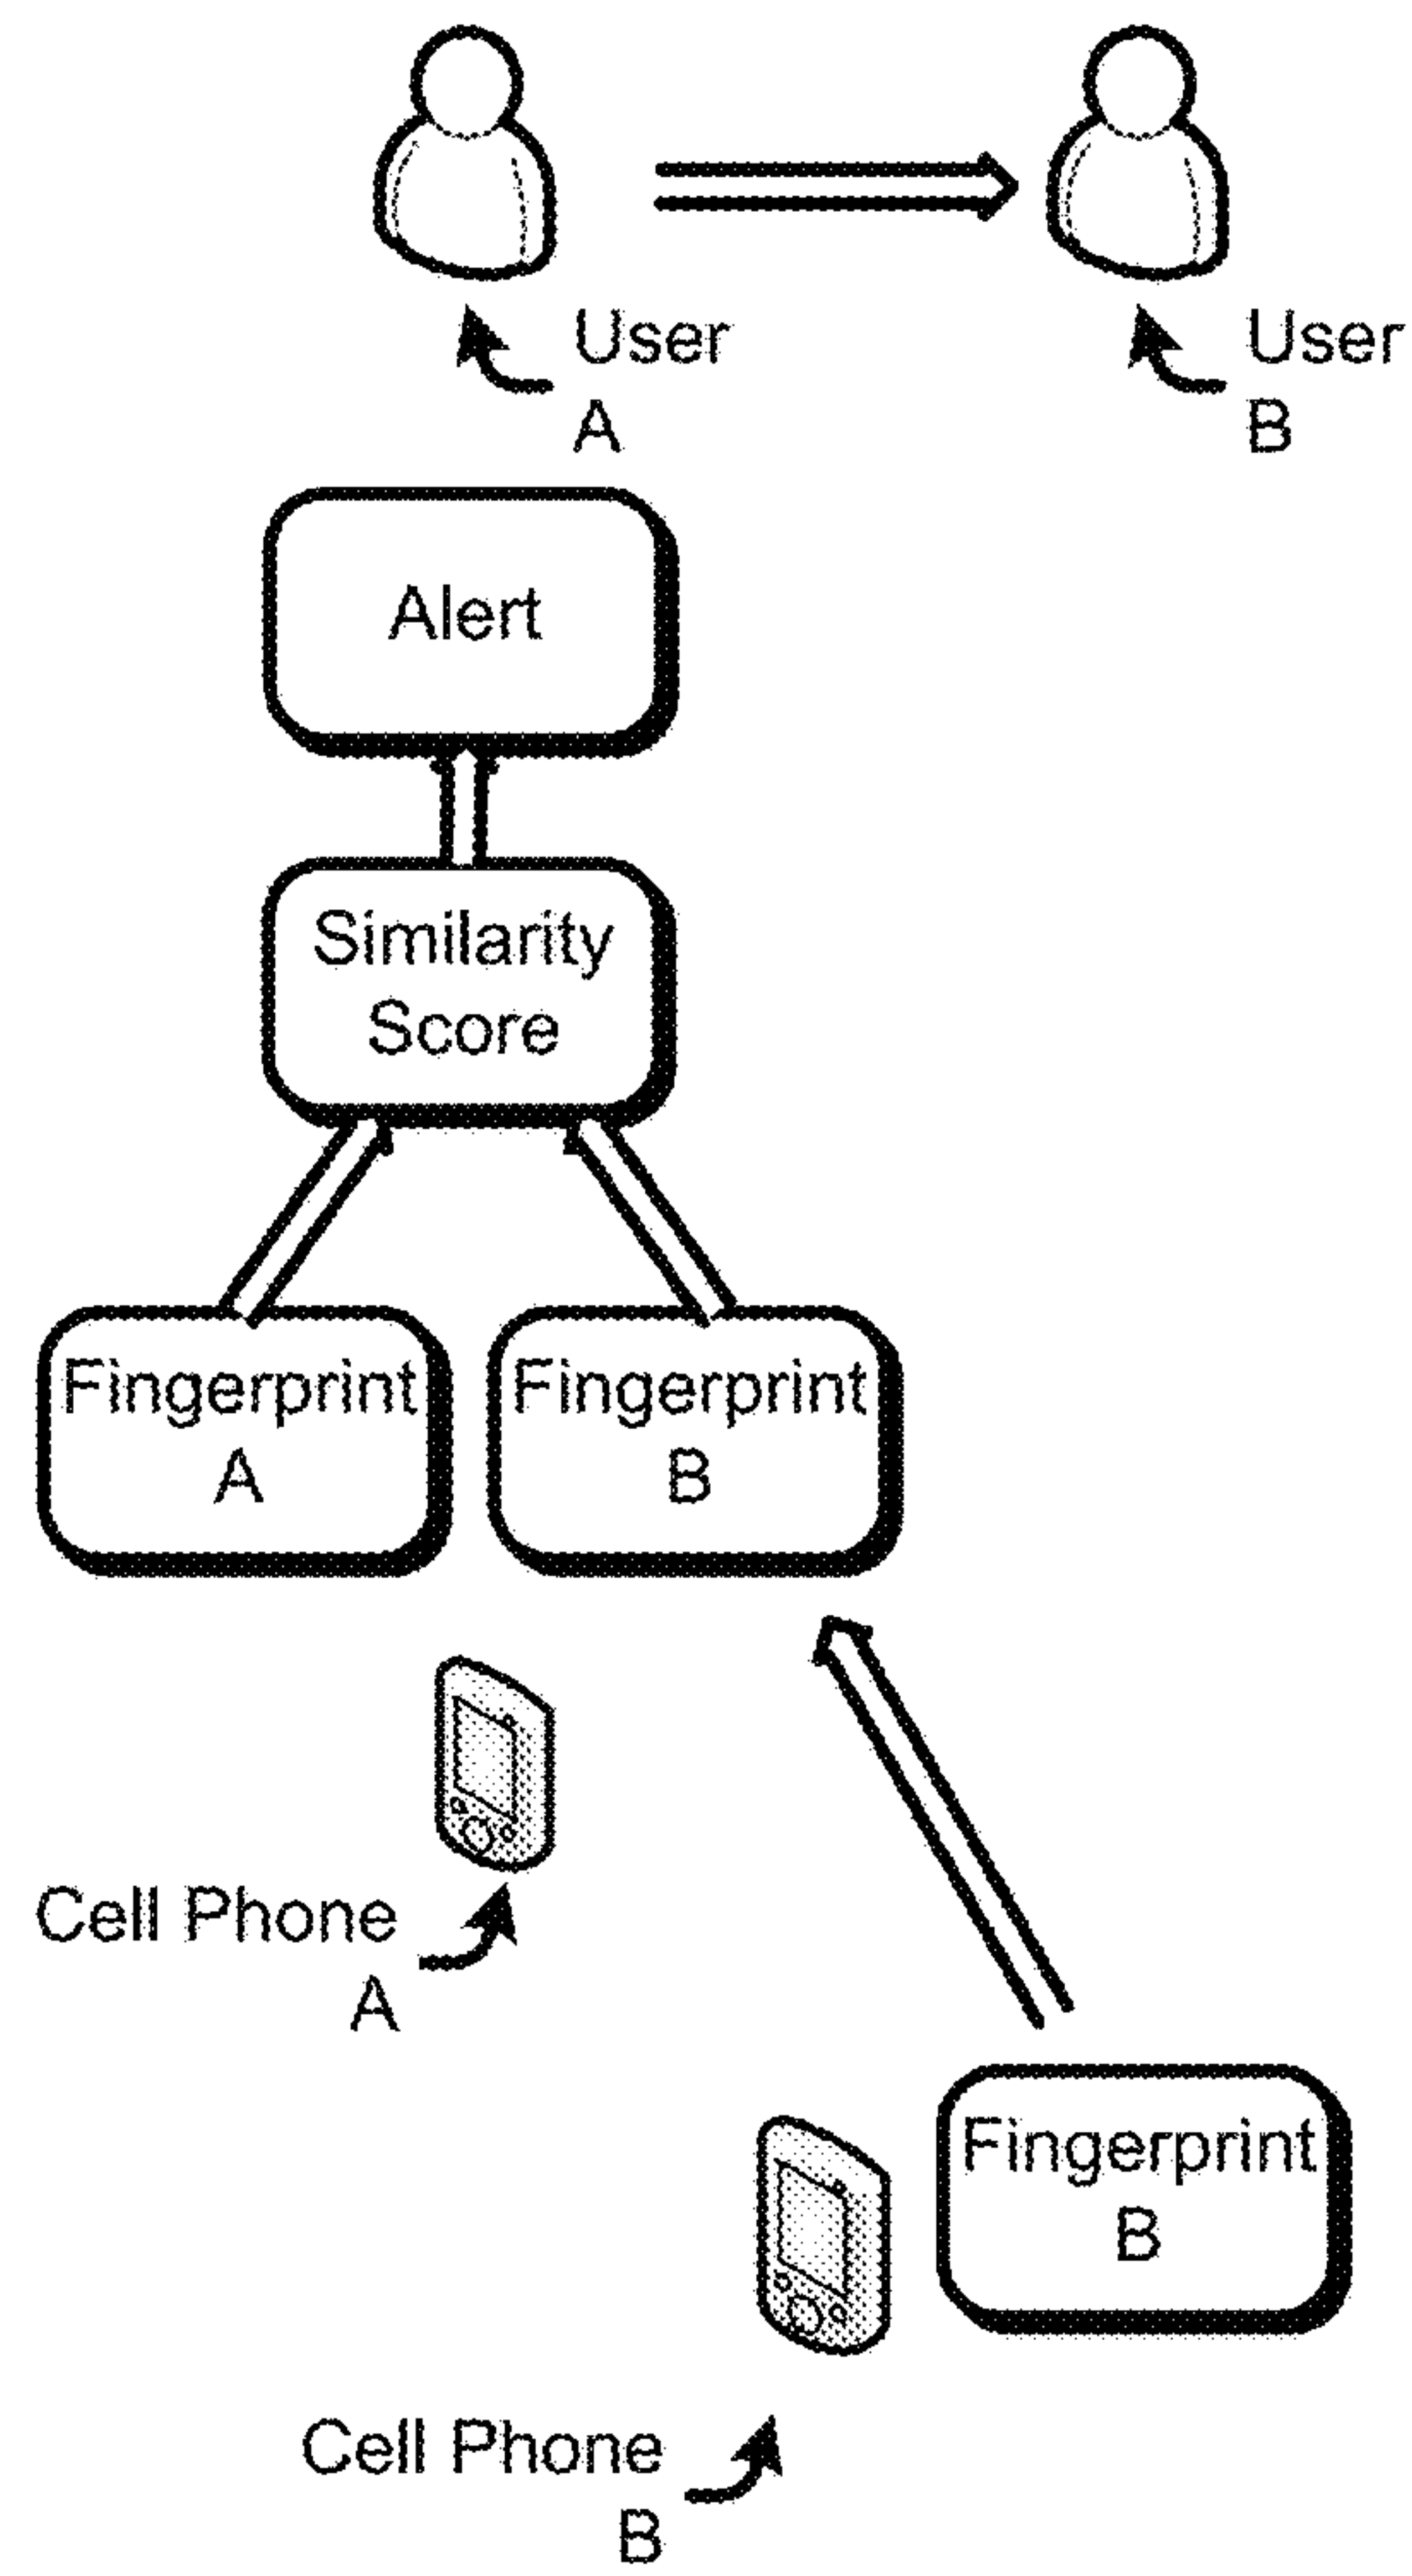 User
A
User
B
Alert
Similarity
Score
Fingerprint
A
Fingerprint
B
Cell Phone
A
Fingerprint
B
Cell Phone
B